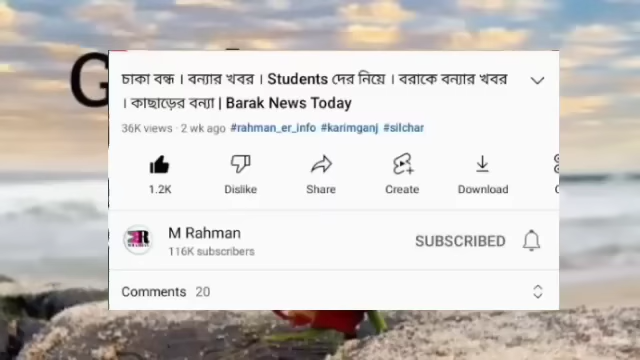 চাকা বন্ধ । বন্যার খবর । Students দের নিয়ে । বরাকে বন্যার খবর
। কাছাড়ের বন্যা | Barak News Today
36K views · 2 wk ago #rahman_er_info #karimganj #silchar
1.2K Dislike Share Create Download
M Rahman
116K subscribers
SUBSCRIBED
Comments 20